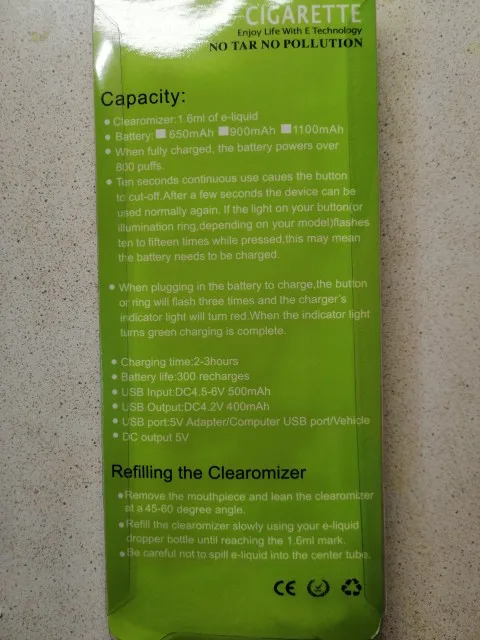 CIGARETTE
Enjoy Life With E Technology
NO TAR NO POLLUTION
Capacity:
• Clearomizer:1.6ml of e-liquid
• Battery: 650mAh 900mAh 1100mAh
• When fully charged, the battery powers over
800 puffs.
• Ten seconds continuous use caues the button
to cut-off.After a few seconds the device can be
used normally again. If the light on your button(or
illumination ring,depending on your model)flashes
ten to fifteen times while pressed,this may mean
the battery needs to be charged.
• When plugging in the battery to charge,the button
or ring will flash three times and the charger's
indicator light will turn red.When the indicator light
turns green charging is complete.
• Charging time:2-3hours
• Battery life:300 recharges
• USB Input:DC4.5-6V 500mAh
• USB Output:DC4.2V 400mAh
• USB port:5V Adapter/Computer USB port/Vehicle
• DC output 5V
Refilling the Clearomizer
• Remove the mouthpiece and lean the clearomizer
at a 45-60 degree angle.
• Refill the clearomizer slowly using your e-liquid
dropper bottle until reaching the 1.6ml mark.
• Be careful not to spill e-liquid into the center tube.
CE